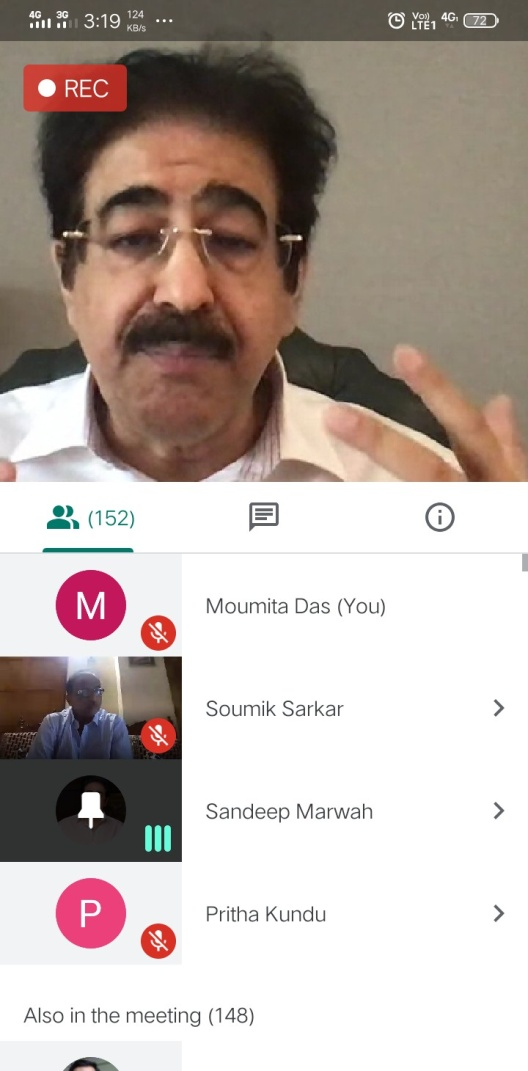 4G 3G 3:19 124 KB/s ... Vo)) LTE1 4G 72
REC
(152)
M Moumita Das (You)
Soumik Sarkar
Sandeep Marwah
P Pritha Kundu
Also in the meeting (148)